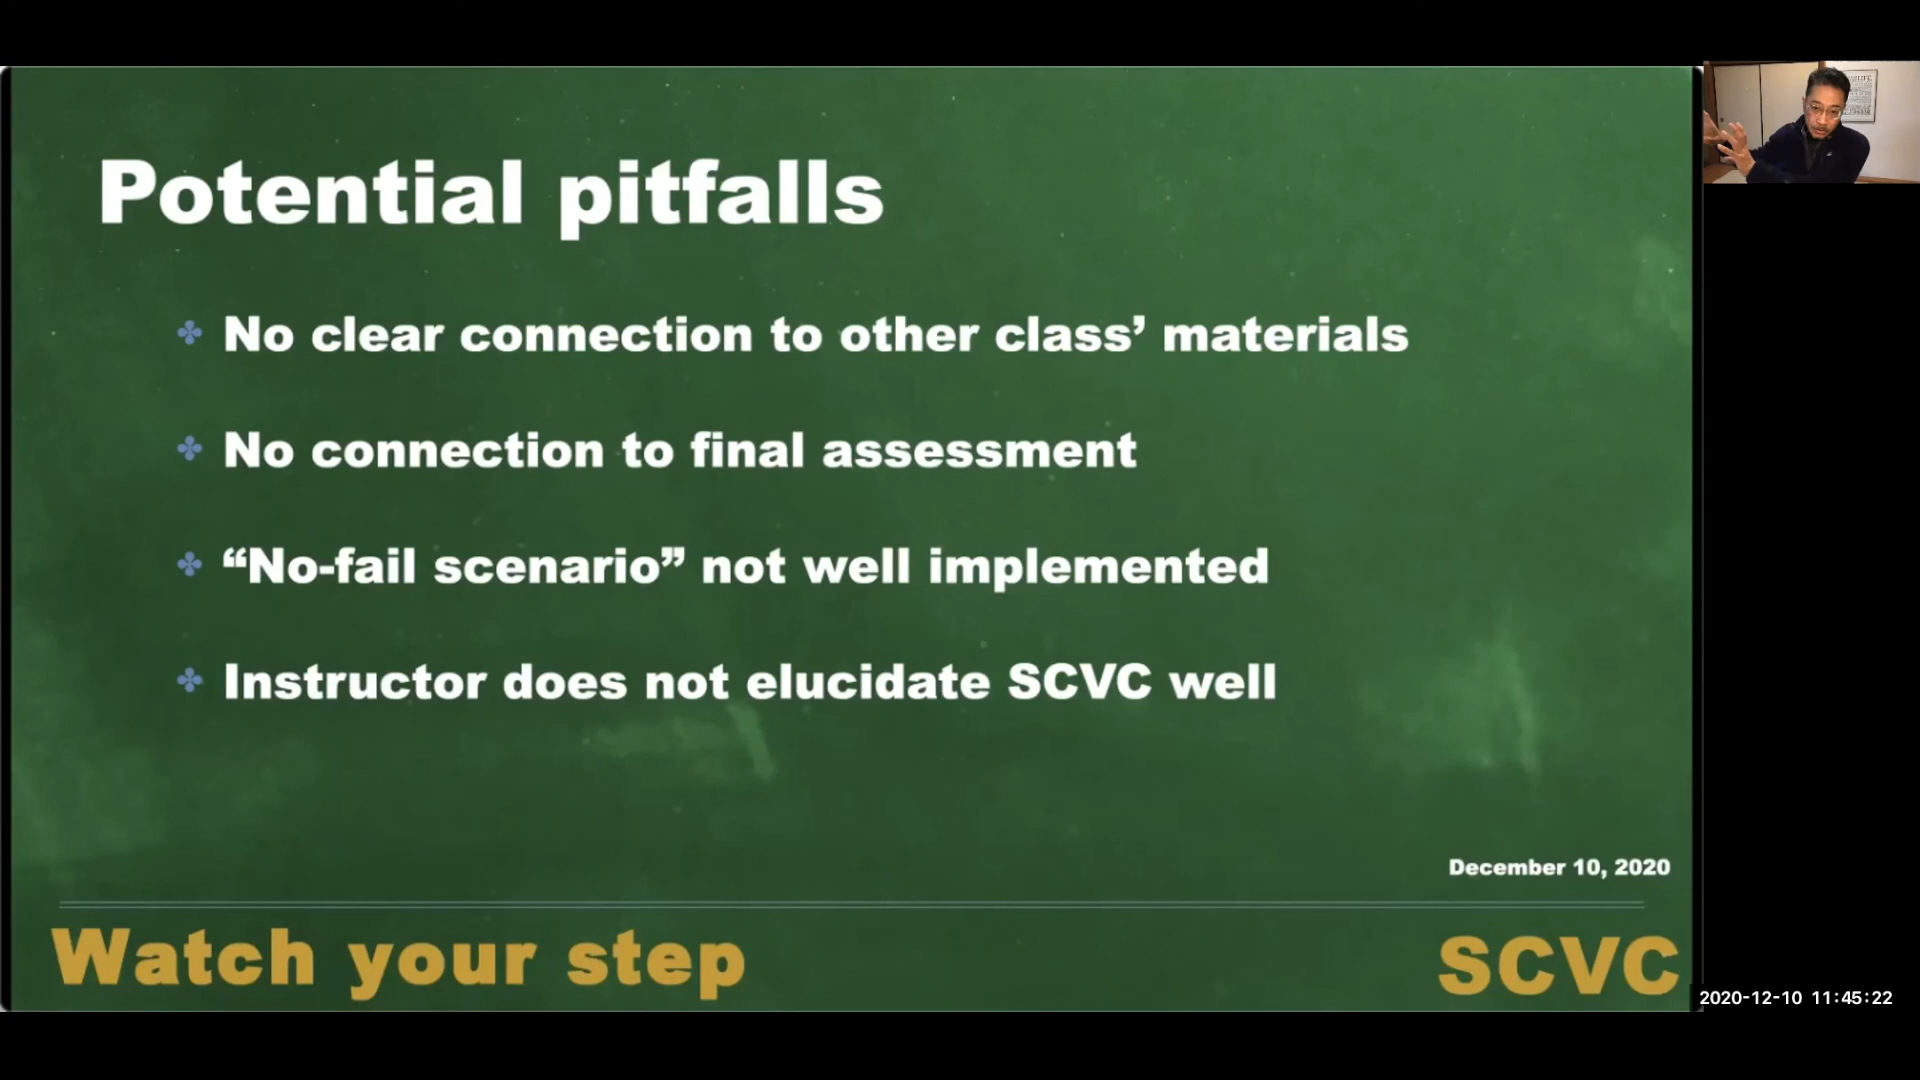 Potential pitfalls
No clear connection to other class’ materials
No connection to final assessment
“No-fail scenario” not well implemented
Instructor does not elucidate SCVC well
December 10, 2020
Watch your step
SCVC
2020-12-10 11:45:22